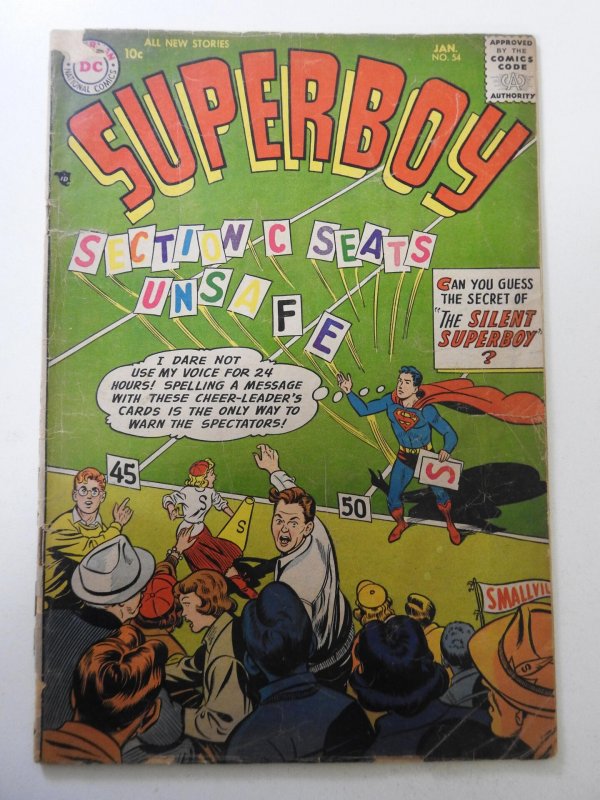 ALL NEW STORIES
10¢
JAN.
NO. 54
APPROVED
BY THE
COMICS
CODE
AUTHORITY
DC
NATIONAL COMICS
SUPERBOY
SECTION C SEATS
UNSAFE
CAN YOU GUESS
THE SECRET OF
"THE SILENT
SUPERBOY"
?
I DARE NOT
USE MY VOICE FOR 24
HOURS! SPELLING A MESSAGE
WITH THESE CHEER-LEADER'S
CARDS IS THE ONLY WAY TO
WARN THE SPECTATORS!
S
45
50
S
S
S
SMALLVIL
S